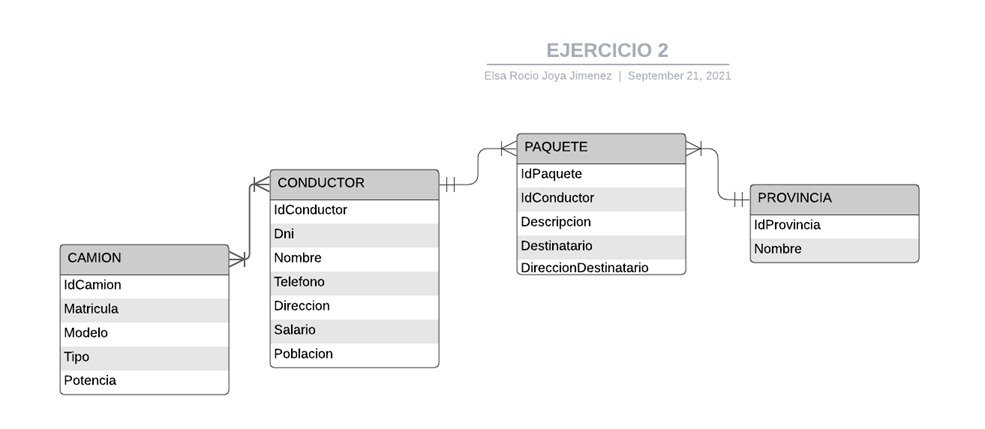 EJERCICIO 2
Elsa Rocio Joya Jimenez | September 21, 2021
CAMION
IdCamion
Matricula
Modelo
Tipo
Potencia
CONDUCTOR
IdConductor
Dni
Nombre
Telefono
Direccion
Salario
Poblacion
PAQUETE
IdPaquete
IdConductor
Descripcion
Destinatario
DireccionDestinatario
PROVINCIA
IdProvincia
Nombre